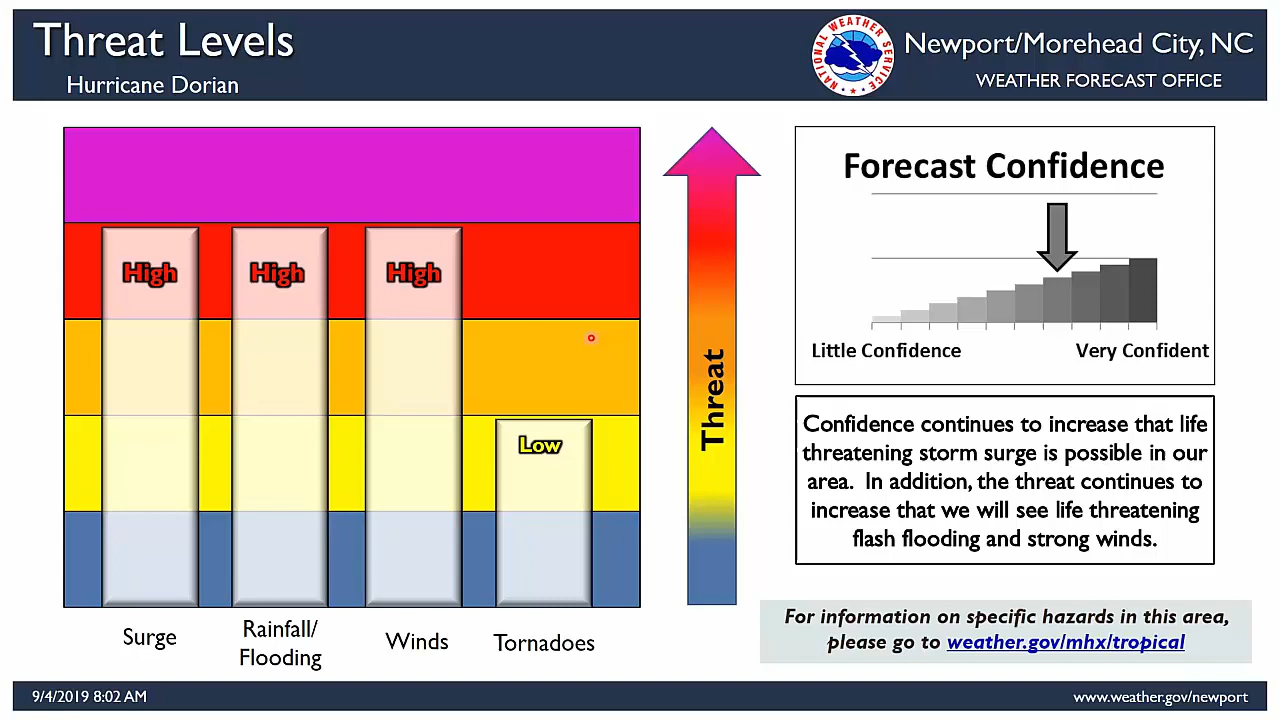 Threat Levels
Hurricane Dorian
NATIONAL WEATHER SERVICE
Newport/Morehead City, NC
WEATHER FORECAST OFFICE
High
High
High
Low
Surge
Rainfall/
Flooding
Winds
Tornadoes
Threat
Forecast Confidence
Little Confidence
Very Confident
Confidence continues to increase that life
threatening storm surge is possible in our
area. In addition, the threat continues to
increase that we will see life threatening
flash flooding and strong winds.
For information on specific hazards in this area,
please go to weather.gov/mhx/tropical
9/4/2019 8:02 AM
www.weather.gov/newport